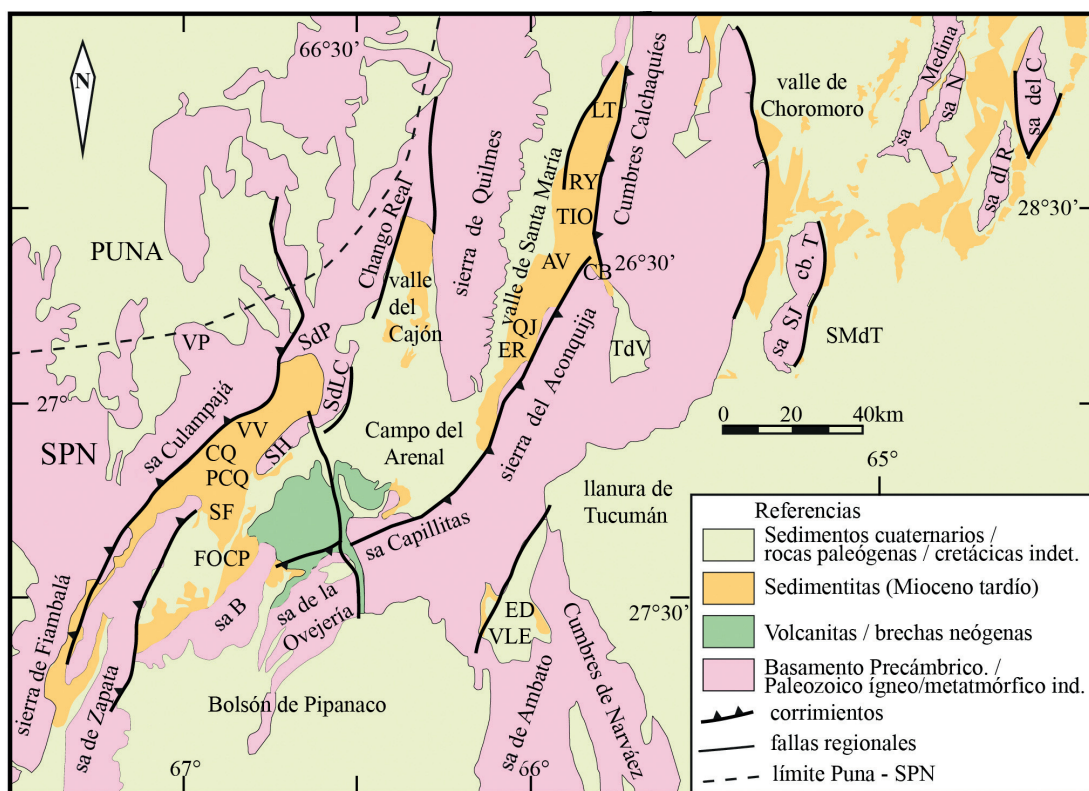 66°30'
N
valle de
Choromoro
sa Medina
sa N
sa del C
sa dl R
LT
Cumbres Calchaquíes
RY
TIO
28°30'
PUNA
Chango Real
sierra de Quilmes
valle de Santa María
AV
CB
26°30'
cb. T
valle
del
Cajón
QJ
ER
TdV
sa SJ
SMdT
VP
SdP
SdLC
27°
sa Culampajá
sierra del Aconquija
0 20 40km
SPN
VV
SH
CQ
PCQ
Campo del
Arenal
65°
SF
llanura de
Tucumán
FOCP
sa Capillitas
sa B
sa de la
Ovejería
ED
VLE
27°30'
sierra de Fiambalá
sa de Zapata
Bolsón de Pipanaco
sa de Ambato
Cumbres de Narváez
67°
66°
Referencias
Sedimentos cuaternarios /
rocas paleógenas / cretácicas indet.
Sedimentitas (Mioceno tardío)
Volcanitas / brechas neógenas
Basamento Precámbrico. /
Paleozoico ígneo/metatmórfico ind.
corrimientos
fallas regionales
límite Puna - SPN